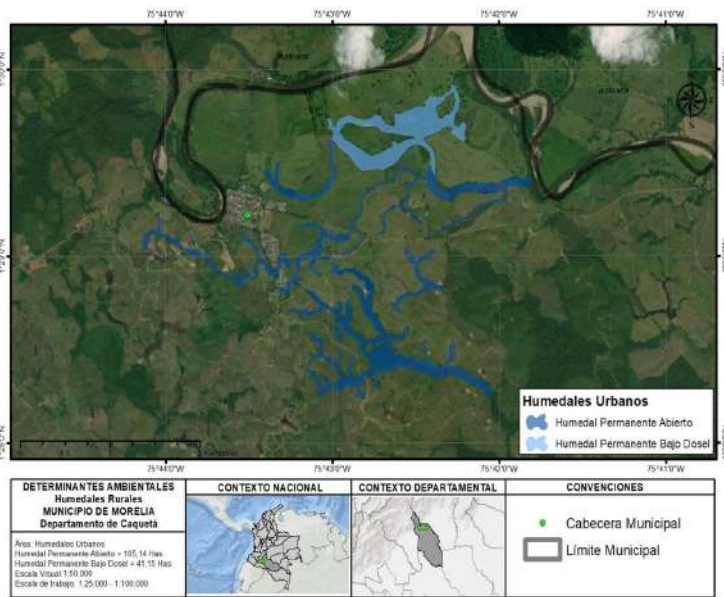 75°44'0"W 75°43'0"W 75°42'0"W 75°41'0"W
Humedales Urbanos
Humedal Permanente Abierto
Humedal Permanente Bajo Dosel
75°44'0"W 75°43'0"W 75°42'0"W 75°41'0"W
DETERMINANTES AMBIENTALES
Humedales Rurales
MUNICIPIO DE MORELIA
Departamento de Caquetá
Área: Humedales Urbanos
Humedal Permanente Abierto = 105,14 Has
Humedal Permanente Bajo Dosel = 41,15 Has
Escala Visual 1:50.000
Escala de trabajo: 1:25.000 - 1:100.000
CONTEXTO NACIONAL
CONTEXTO DEPARTAMENTAL
CONVENCIONES
Cabecera Municipal
Límite Municipal